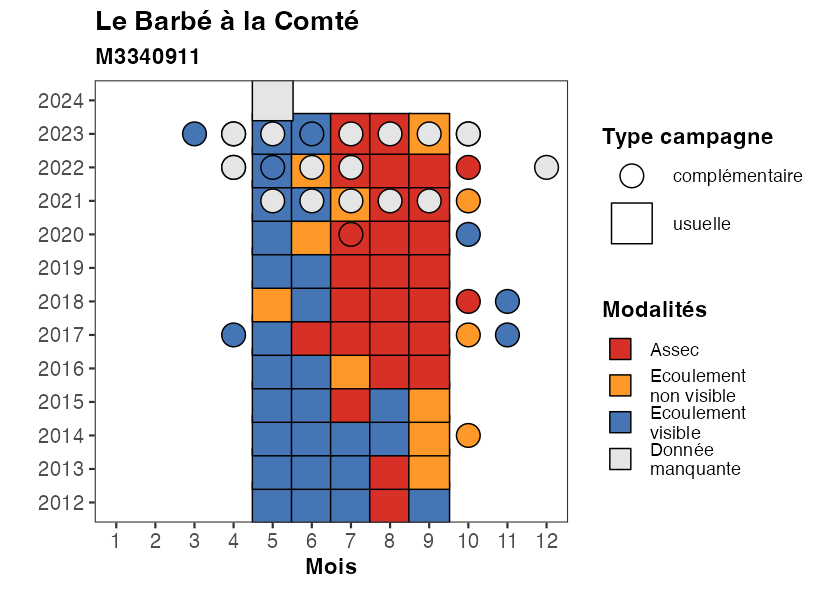 Le Barbé à la Comté
M3340911
2024
2023
2022
2021
2020
2019
2018
2017
2016
2015
2014
2013
2012
1 2 3 4 5 6 7 8 9 10 11 12
Mois
Type campagne
complémentaire
usuelle
Modalités
Assec
Ecoulement
non visible
Ecoulement
visible
Donnée
manquante